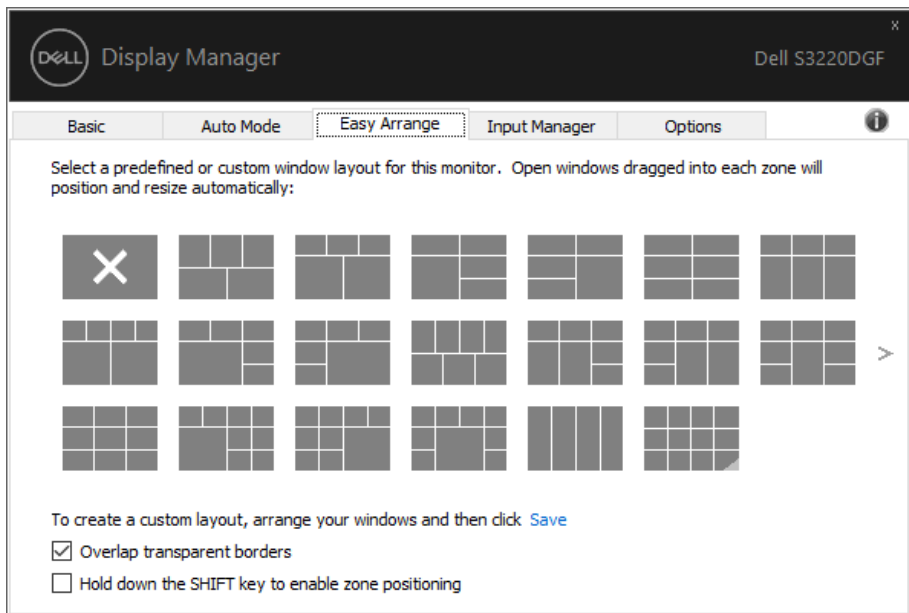 x
DELL Display Manager
Dell S3220DGF
Basic Auto Mode Easy Arrange Input Manager Options i
Select a predefined or custom window layout for this monitor. Open windows dragged into each zone will
position and resize automatically:
>
To create a custom layout, arrange your windows and then click Save
Overlap transparent borders
Hold down the SHIFT key to enable zone positioning